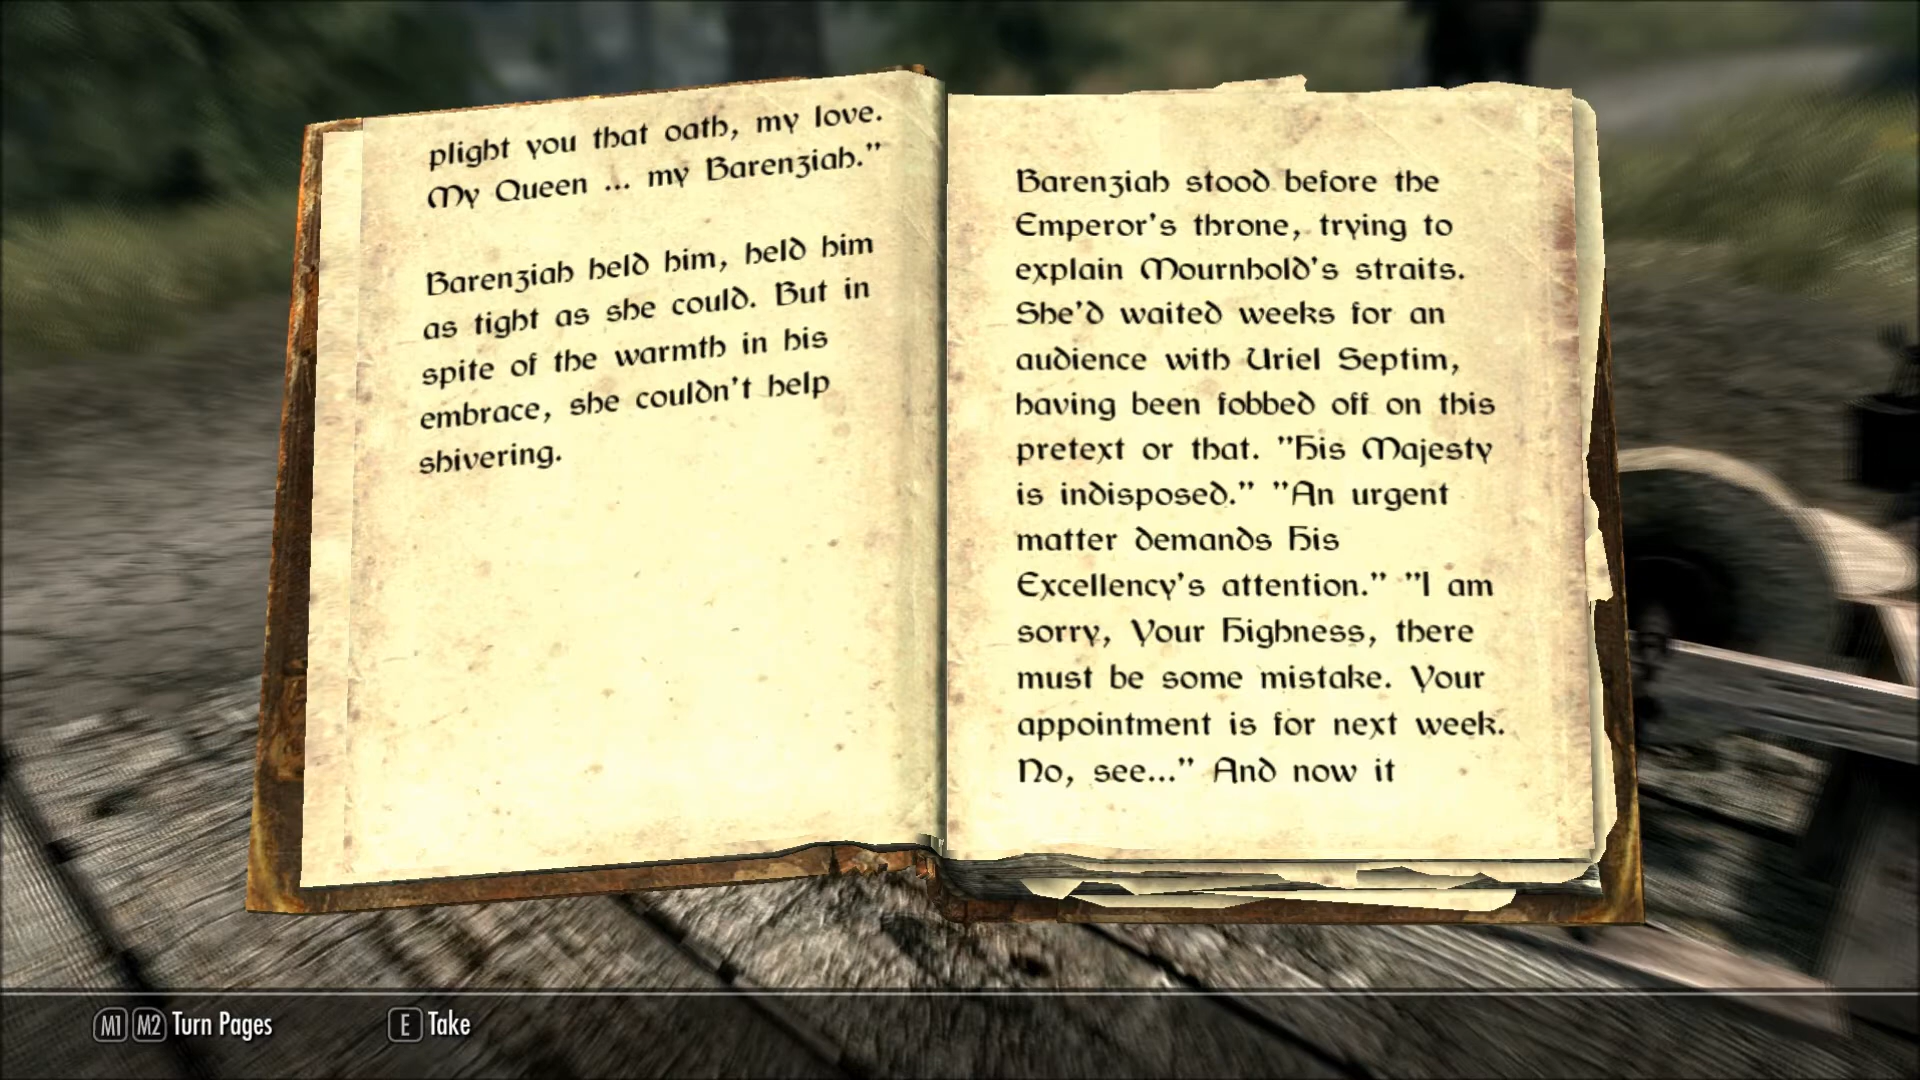 plight you that oath, my love.
My Queen ... my Barenziah."
Barenziah held him, held him
as tight as she could. But in
spite of the warmth in his
embrace, she couldn't help
shivering.
Barenziah stood before the
Emperor's throne, trying to
explain Mournhold's straits.
She'd waited weeks for an
audience with Uriel Septim,
having been fobbed off on this
pretext or that. "His Majesty
is indisposed." "An urgent
matter demands His
Excellency's attention." "I am
sorry, Your Highness, there
must be some mistake. Your
appointment is for next week.
No, see..." And now it
M1 M2 Turn Pages
E Take